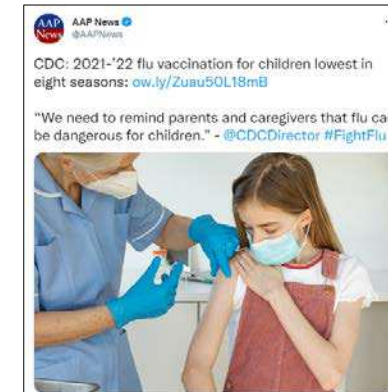 AAP News
AAP News
@AAPNews
CDC: 2021-'22 flu vaccination for children lowest in
eight seasons: ow.ly/Zuau50L18mB
"We need to remind parents and caregivers that flu ca
be dangerous for children." - @CDCDirector #FightFlu